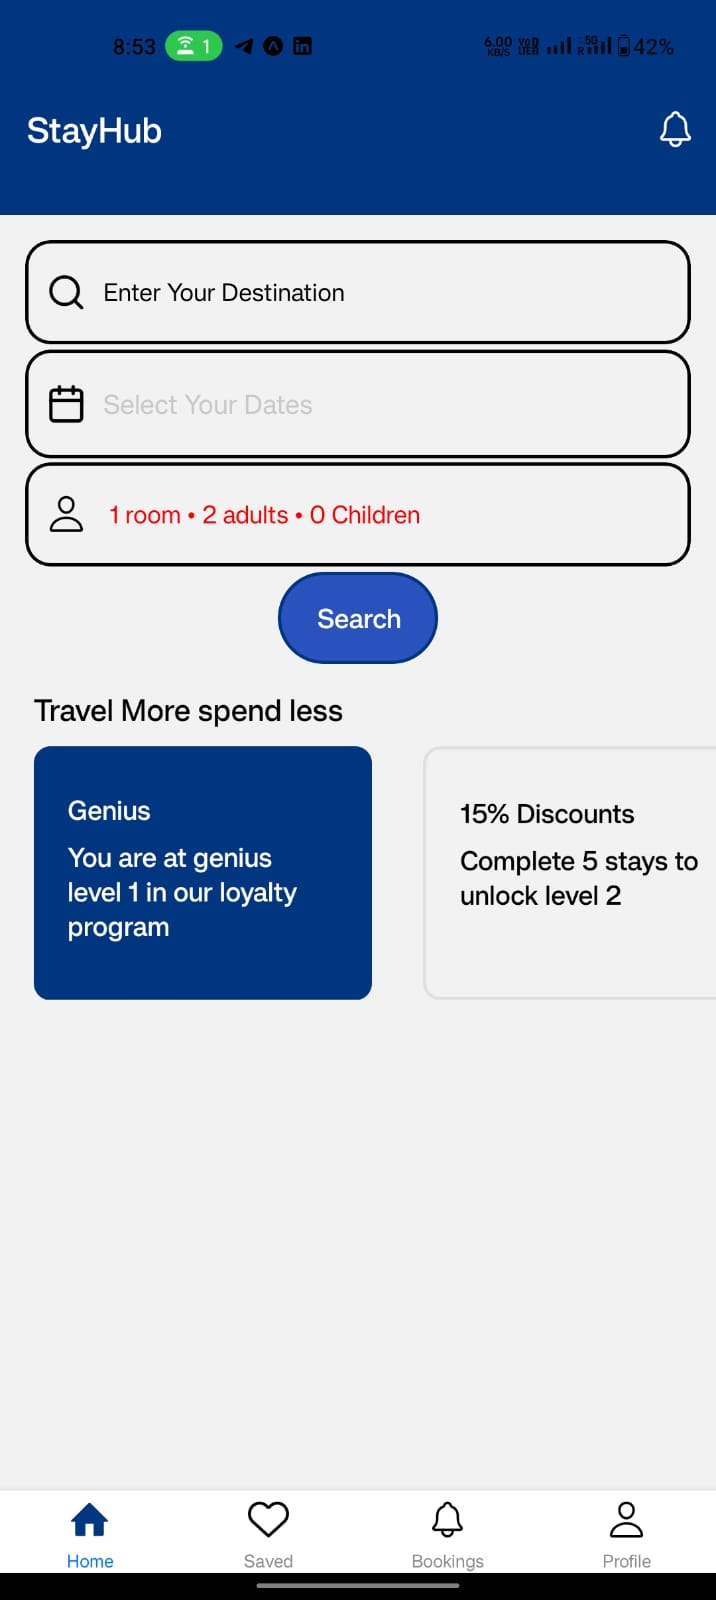 8:53 1 6.00 KB/S 5G R 42%
StayHub
Enter Your Destination
Select Your Dates
1 room • 2 adults • 0 Children
Search
Travel More spend less
Genius
You are at genius
level 1 in our loyalty
program
15% Discounts
Complete 5 stays to
unlock level 2
Home Saved Bookings Profile